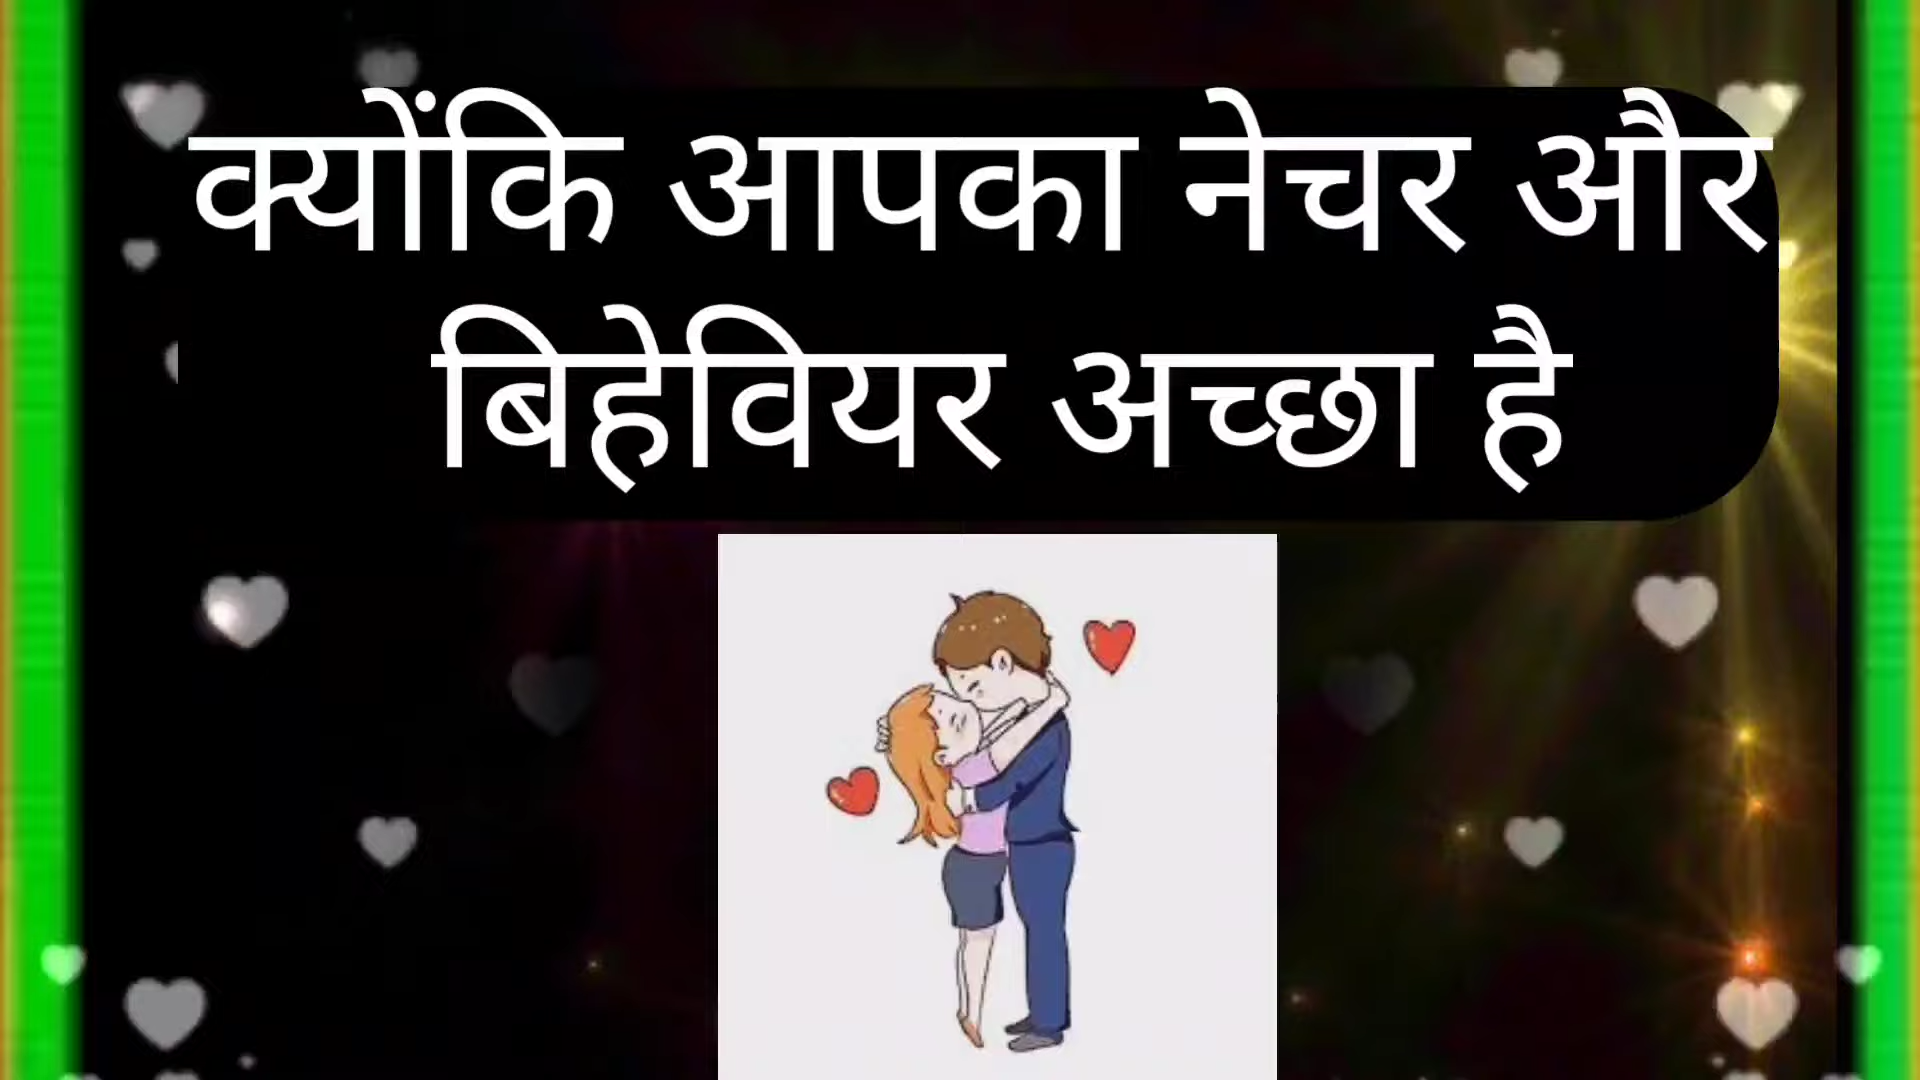 क्योंकि आपका नेचर और
बिहेवियर अच्छा है